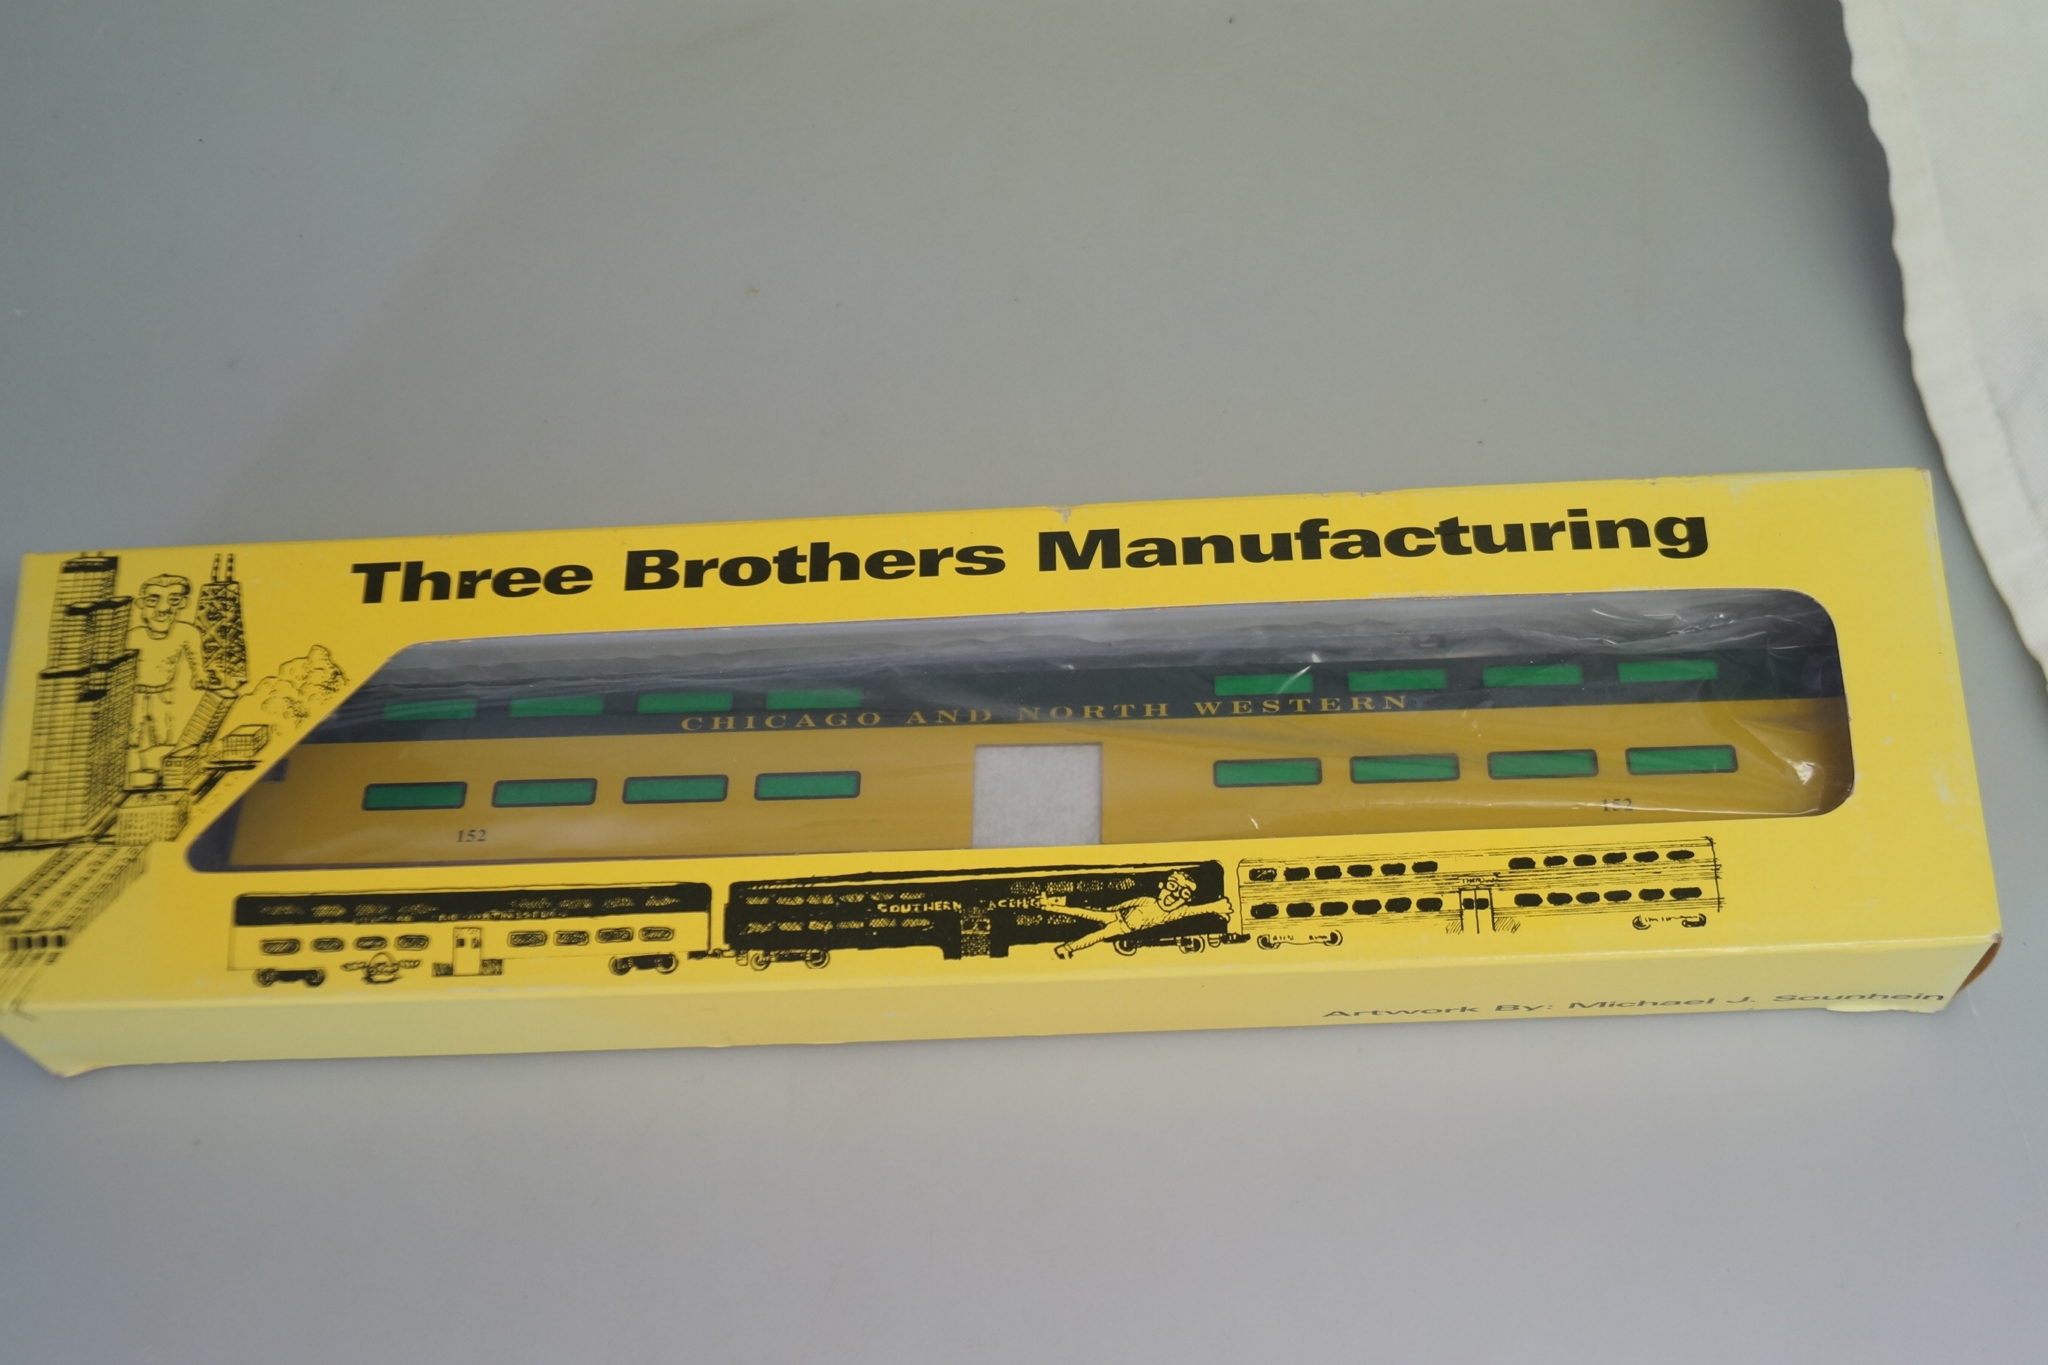 Three Brothers Manufacturing
CHICAGO AND NORTH WESTERN
152
152
SOUTHERN PACIFIC
Artwork By: Michael J. Sounhein